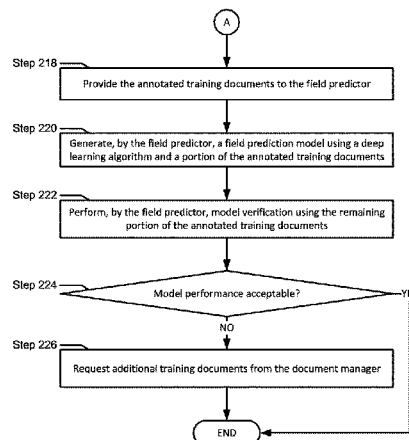 A
Step 218
Provide the annotated training documents to the field predictor
Step 220
Generate, by the field predictor, a field prediction model using a deep
learning algorithm and a portion of the annotated training documents
Step 222
Perform, by the field predictor, model verification using the remaining
portion of the annotated training documents
Step 224
Model performance acceptable?
NO
Step 226
Request additional training documents from the document manager
END